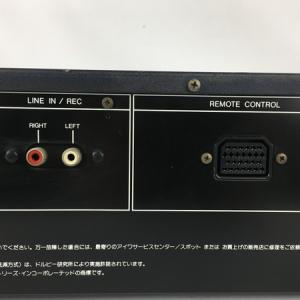 LINE IN / REC
REMOTE CONTROL
RIGHT
LEFT
でください。万一故障した場合には、最寄りのアイワサービスセンター/スポット または お買上げの販売店に修理をご依頼
減方式)は、ドルビー研究所により実施許諾されています。
トリーズ・インコーポレーテッドの商標です。